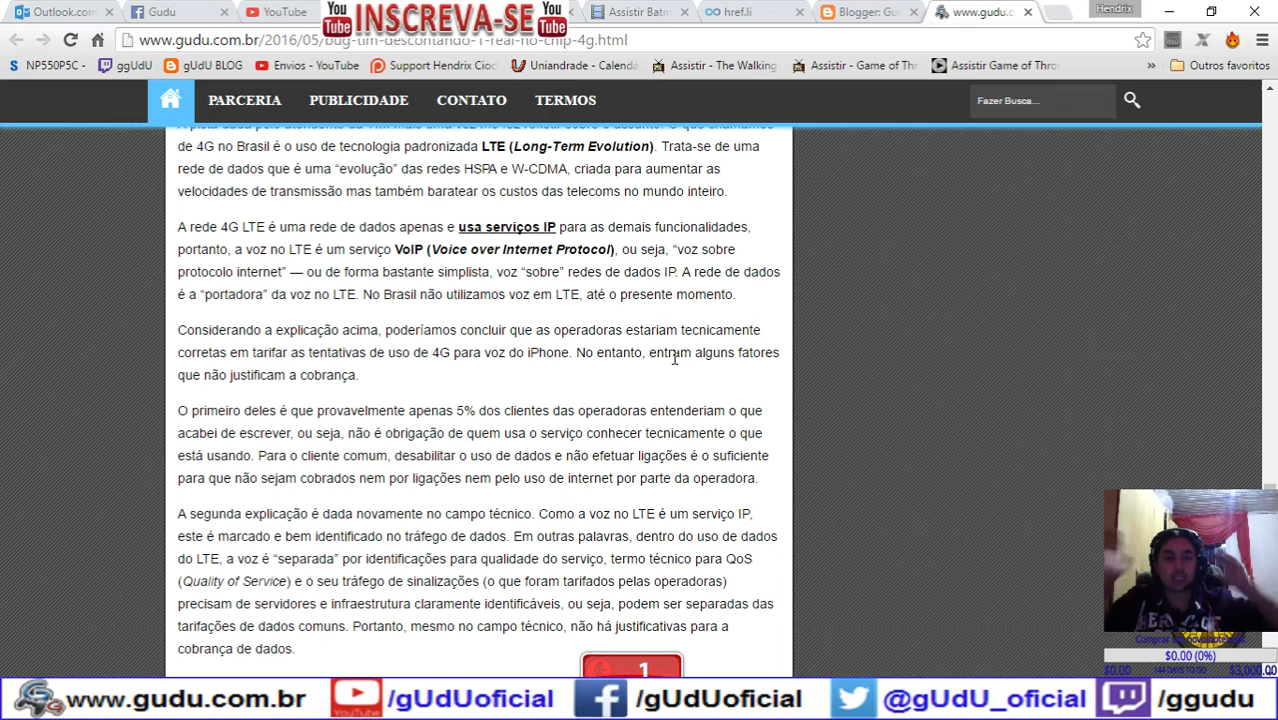 Outlook.com
Gudu
YouTube
You Tube INSCREVA-SE You Tube
Assistir Batm
href.li
Blogger: Gu
www.gudu.c
Hendrix
www.gudu.com.br/2016/05/bug-tim-descontando-1-real-no-chip-4g.html
NP550P5C -
ggUdU
gUdU BLOG
Envios - YouTube
Support Hendrix Cioc
Uniandrade - Calendá
Assistir - The Walking
Assistir - Game of Thr
Assistir Game of Thro
Outros favoritos
PARCERIA
PUBLICIDADE
CONTATO
TERMOS
Fazer Busca...
de 4G no Brasil é o uso de tecnologia padronizada LTE (Long-Term Evolution). Trata-se de uma
rede de dados que é uma “evolução” das redes HSPA e W-CDMA, criada para aumentar as
velocidades de transmissão mas também baratear os custos das telecoms no mundo inteiro.
A rede 4G LTE é uma rede de dados apenas e usa serviços IP para as demais funcionalidades,
portanto, a voz no LTE é um serviço VoIP (Voice over Internet Protocol), ou seja, “voz sobre
protocolo internet” — ou de forma bastante simplista, voz “sobre” redes de dados IP. A rede de dados
é a “portadora” da voz no LTE. No Brasil não utilizamos voz em LTE, até o presente momento.
Considerando a explicação acima, poderíamos concluir que as operadoras estariam tecnicamente
corretas em tarifar as tentativas de uso de 4G para voz do iPhone. No entanto, entram alguns fatores
que não justificam a cobrança.
O primeiro deles é que provavelmente apenas 5% dos clientes das operadoras entenderiam o que
acabei de escrever, ou seja, não é obrigação de quem usa o serviço conhecer tecnicamente o que
está usando. Para o cliente comum, desabilitar o uso de dados e não efetuar ligações é o suficiente
para que não sejam cobrados nem por ligações nem pelo uso de internet por parte da operadora.
A segunda explicação é dada novamente no campo técnico. Como a voz no LTE é um serviço IP,
este é marcado e bem identificado no tráfego de dados. Em outras palavras, dentro do uso de dados
do LTE, a voz é “separada” por identificações para qualidade do serviço, termo técnico para QoS
(Quality of Service) e o seu tráfego de sinalizações (o que foram tarifados pelas operadoras)
precisam de servidores e infraestrutura claramente identificáveis, ou seja, podem ser separadas das
tarifações de dados comuns. Portanto, mesmo no campo técnico, não há justificativas para a
cobrança de dados.
1
$0.00 (0%)
$0.00
$3,000.00
www.gudu.com.br
YouTube
/gUdUoficial
/gUdUoficial
@gUdU_oficial
/ggudu